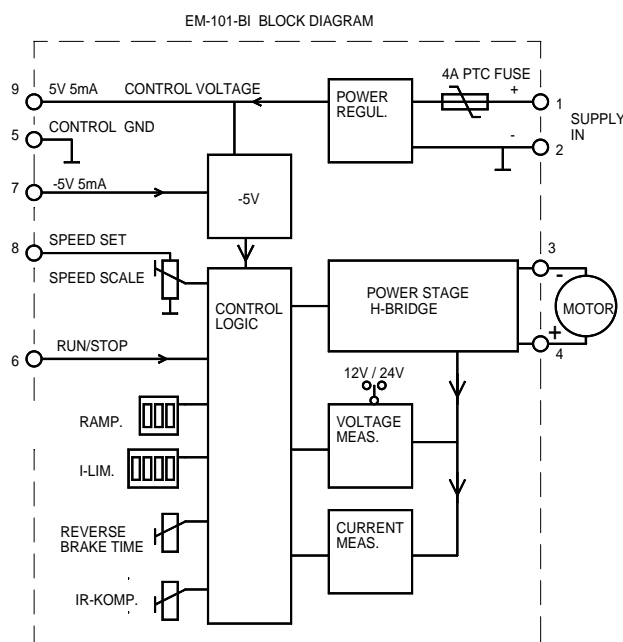 EM-101-BI BLOCK DIAGRAM
9 5V 5mA CONTROL VOLTAGE
POWER
REGUL.
4A PTC FUSE
+
1
SUPPLY
IN
-
2
5 CONTROL GND
7 -5V 5mA
-5V
8 SPEED SET
SPEED SCALE
CONTROL
LOGIC
POWER STAGE
H-BRIDGE
3
-
MOTOR
+
4
6 RUN/STOP
12V / 24V
VOLTAGE
MEAS.
RAMP.
I-LIM.
CURRENT
MEAS.
REVERSE
BRAKE TIME
IR-KOMP.